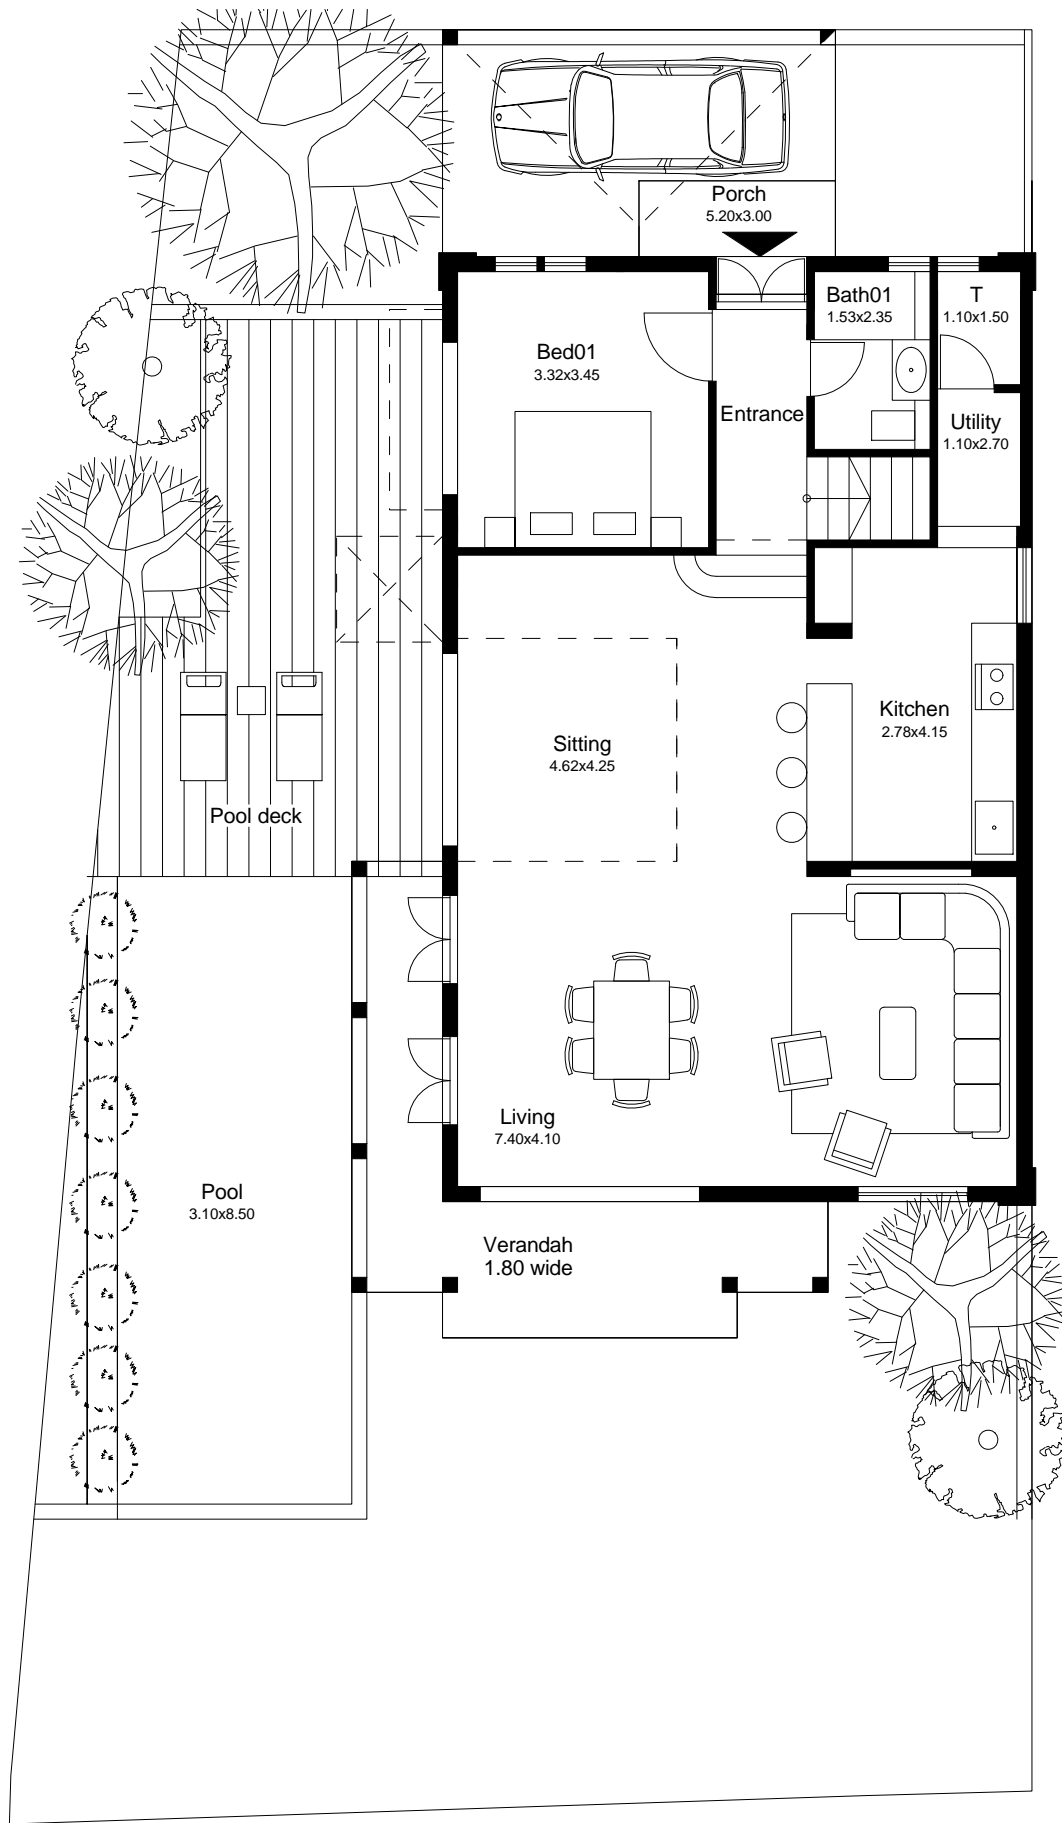 Porch
5.20x3.00
Bath01
1.53x2.35
T
1.10x1.50
Bed01
3.32x3.45
Entrance
Utility
1.10x2.70
Kitchen
2.78x4.15
Sitting
4.62x4.25
Pool deck
Living
7.40x4.10
Pool
3.10x8.50
Verandah
1.80 wide